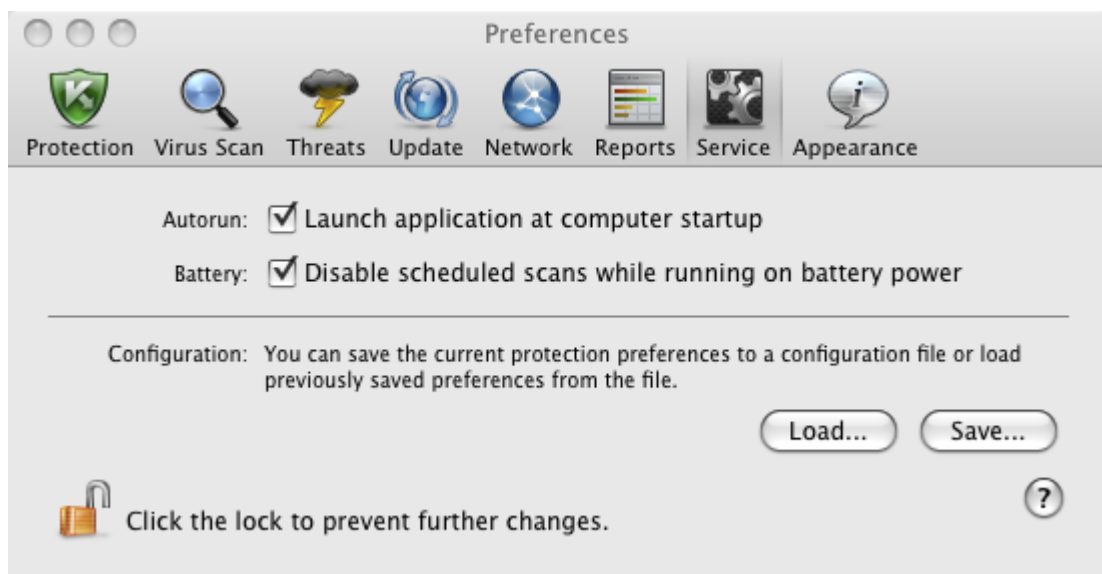 Preferences
Protection Virus Scan Threats Update Network Reports Service Appearance
Autorun: Launch application at computer startup
Battery: Disable scheduled scans while running on battery power
Configuration: You can save the current protection preferences to a configuration file or load
previously saved preferences from the file.
Load... Save...
Click the lock to prevent further changes. ?